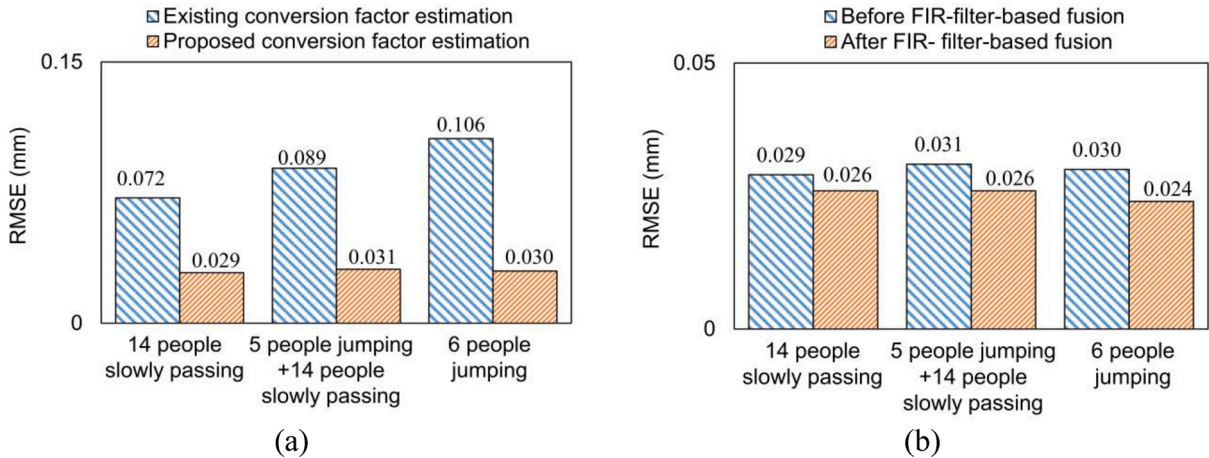 Existing conversion factor estimation
Proposed conversion factor estimation
0.15
RMSE (mm)
0
0.072
0.029
0.089
0.031
0.106
0.030
14 people
slowly passing
5 people jumping
+14 people
slowly passing
6 people
jumping
(a)
Before FIR-filter-based fusion
After FIR- filter-based fusion
0.05
RMSE (mm)
0
0.029
0.026
0.031
0.026
0.030
0.024
14 people
slowly passing
5 people jumping
+14 people
slowly passing
6 people
jumping
(b)